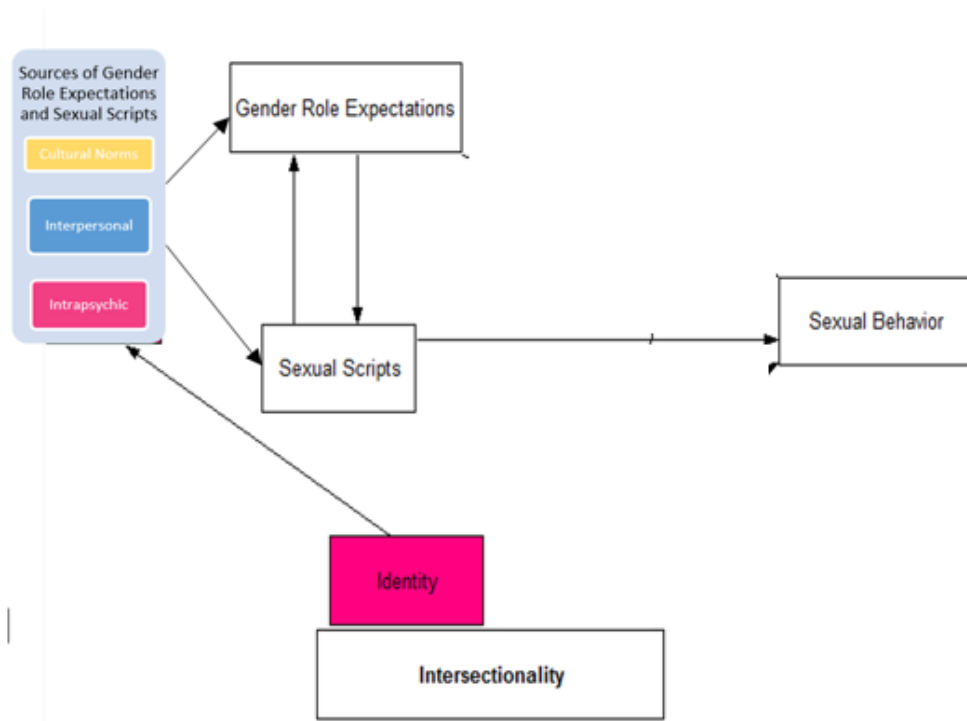 Sources of Gender
Role Expectations
and Sexual Scripts
Cultural Norms
Interpersonal
Intrapsychic
Gender Role Expectations
Sexual Scripts
Sexual Behavior
Identity
Intersectionality